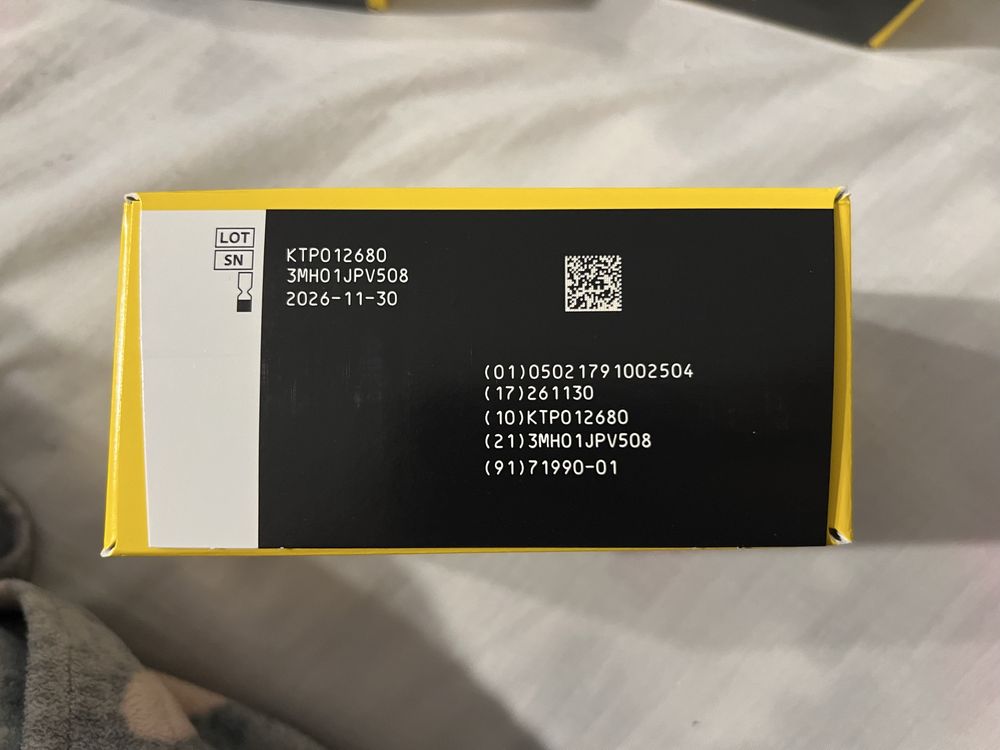 LOT KTP012680
SN 3MH01JPV508
2026-11-30
(01)05021791002504
(17)261130
(10)KTP012680
(21)3MH01JPV508
(91)71990-01